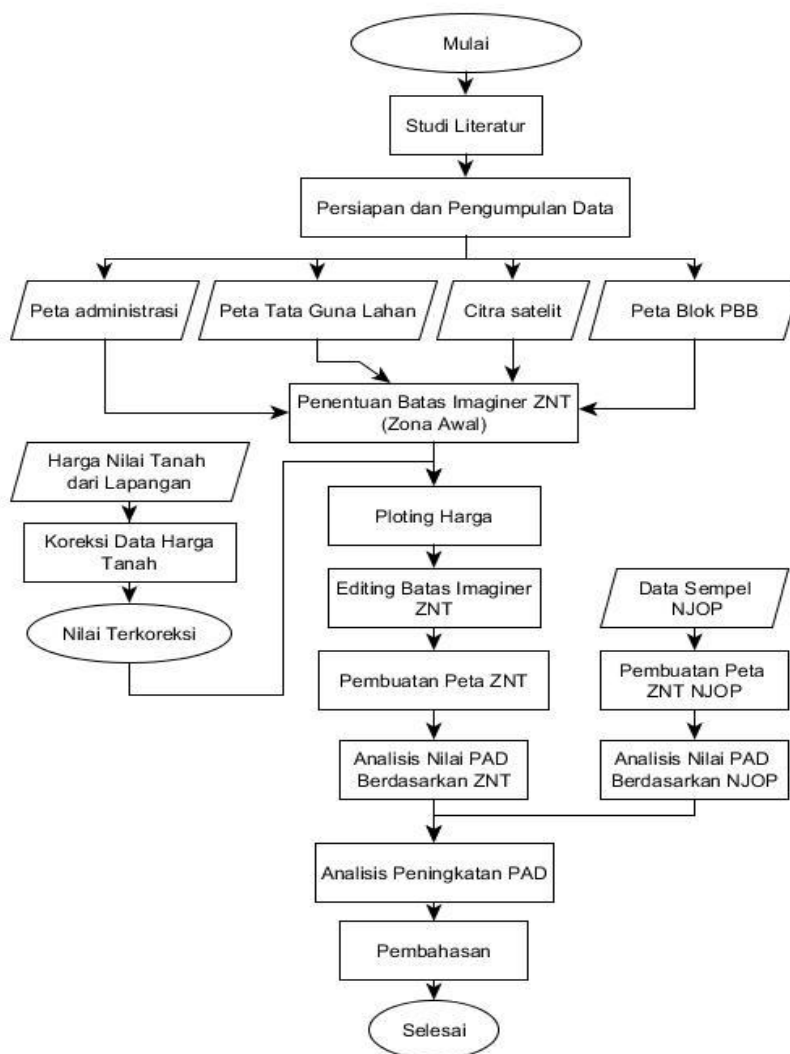 Mulai
Studi Literatur
Persiapan dan Pengumpulan Data
Peta administrasi
Peta Tata Guna Lahan
Citra satelit
Peta Blok PBB
Penentuan Batas Imaginer ZNT
(Zona Awal)
Harga Nilai Tanah
dari Lapangan
Koreksi Data Harga
Tanah
Nilai Terkoreksi
Ploting Harga
Editing Batas Imaginer
ZNT
Pembuatan Peta ZNT
Analisis Nilai PAD
Berdasarkan ZNT
Data Sempel
NJOP
Pembuatan Peta
ZNT NJOP
Analisis Nilai PAD
Berdasarkan NJOP
Analisis Peningkatan PAD
Pembahasan
Selesai